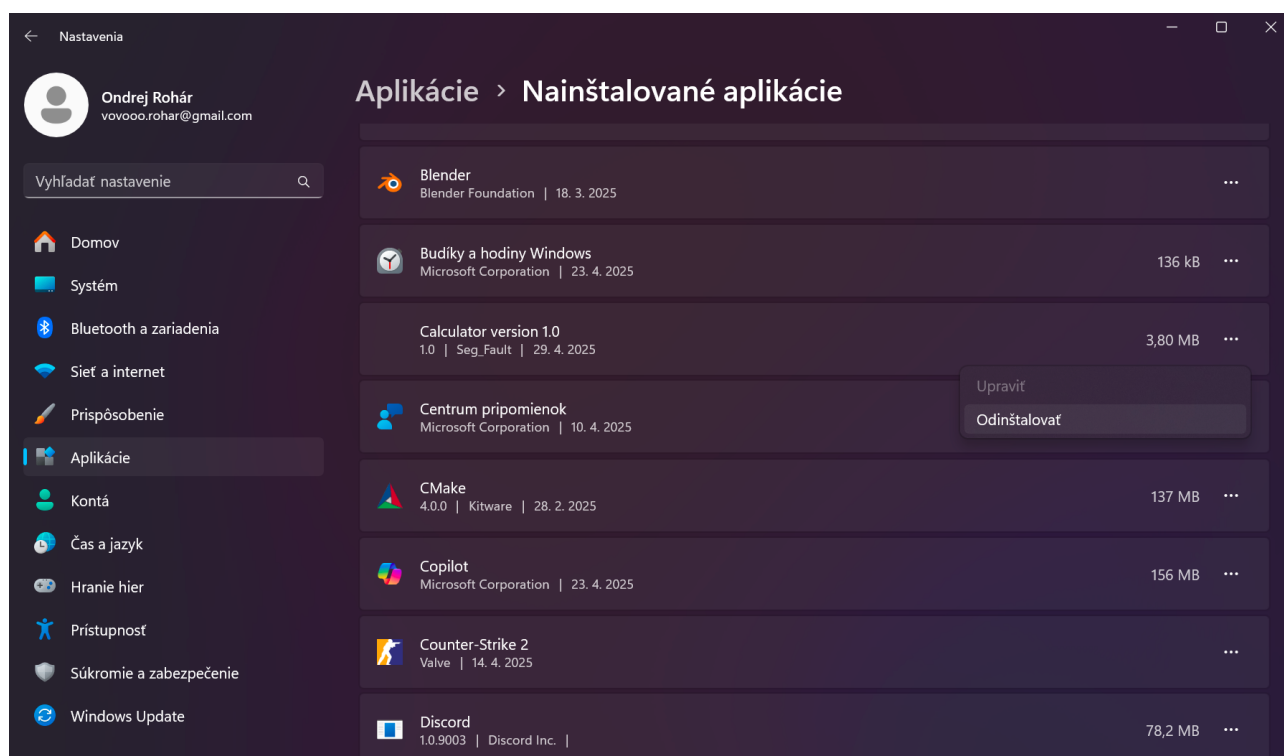 Nastavenia
Ondrej Rohár
vovooo.rohar@gmail.com
Vyhľadať nastavenie
Domov
Systém
Bluetooth a zariadenia
Sieť a internet
Prispôsobenie
Aplikácie
Kontá
Čas a jazyk
Hranie hier
Prístupnosť
Súkromie a zabezpečenie
Windows Update
Aplikácie > Nainštalované aplikácie
Blender
Blender Foundation | 18. 3. 2025
Budíky a hodiny Windows
Microsoft Corporation | 23. 4. 2025
136 kB
Calculator version 1.0
1.0 | Seg_Fault | 29. 4. 2025
3,80 MB
Upraviť
Odinštalovať
Centrum pripomienok
Microsoft Corporation | 10. 4. 2025
CMake
4.0.0 | Kitware | 28. 2. 2025
137 MB
Copilot
Microsoft Corporation | 23. 4. 2025
156 MB
Counter-Strike 2
Valve | 14. 4. 2025
Discord
1.0.9003 | Discord Inc. |
78,2 MB